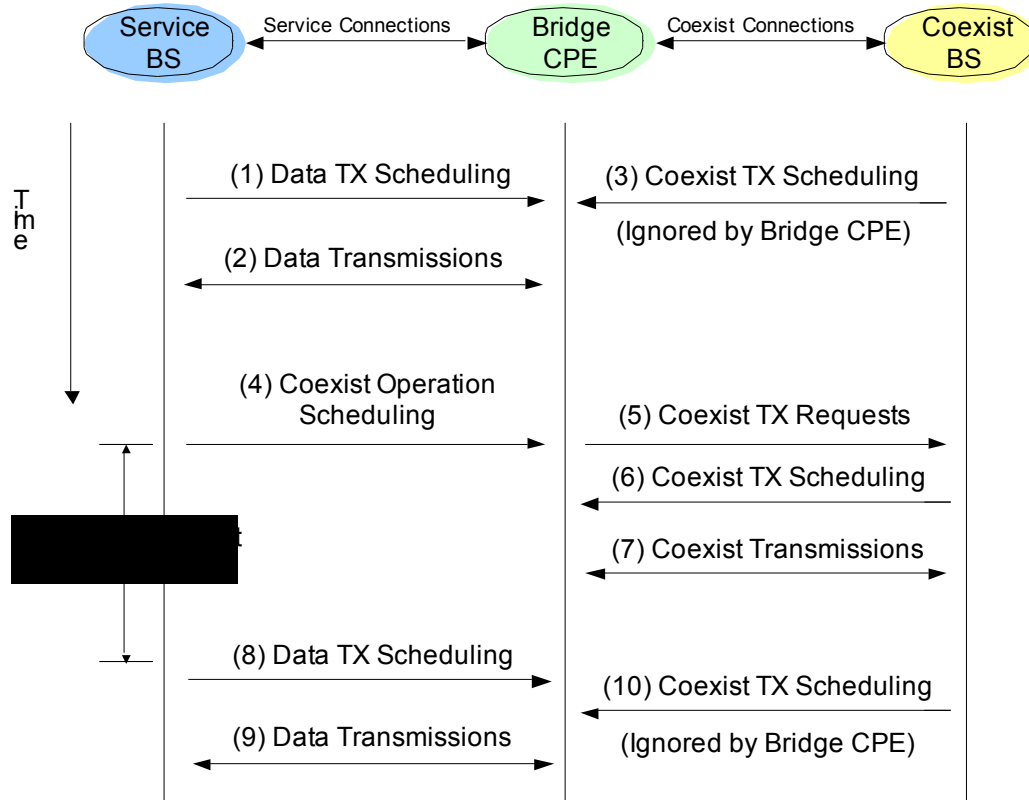 Service
BS
Service Connections
Bridge
CPE
Coexist Connections
Coexist
BS
Time
(1) Data TX Scheduling
(3) Coexist TX Scheduling
(Ignored by Bridge CPE)
(2) Data Transmissions
(4) Coexist Operation
Scheduling
(5) Coexist TX Requests
(6) Coexist TX Scheduling
t
(7) Coexist Transmissions
(8) Data TX Scheduling
(10) Coexist TX Scheduling
(Ignored by Bridge CPE)
(9) Data Transmissions